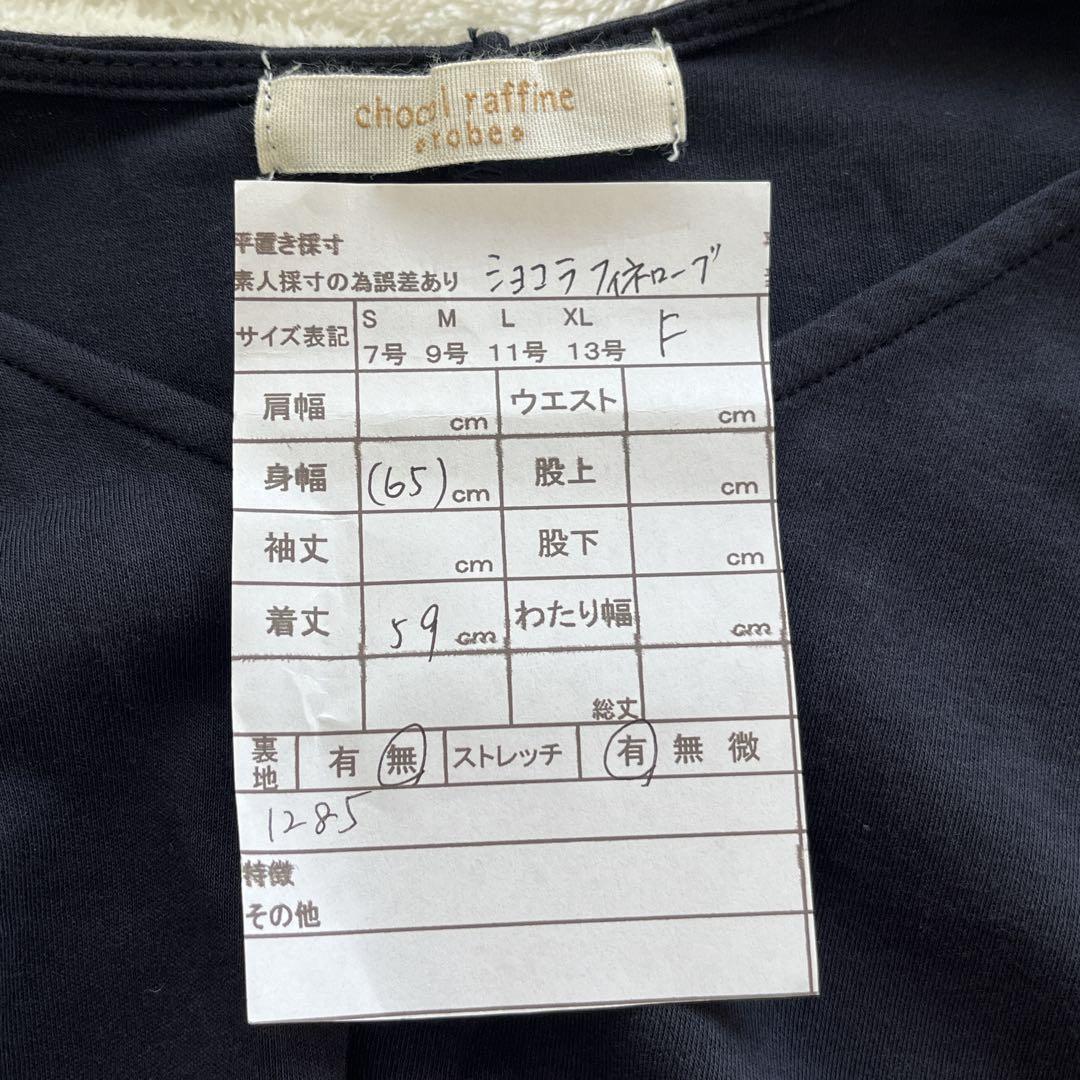 chocol raffine
robe
平置き採寸
素人採寸の為誤差あり ショコラフィネローブ
サイズ表記 S M L XL F
7号 9号 11号 13号
肩幅 cm ウエスト cm
身幅 (65) cm 股上 cm
袖丈 cm 股下 cm
着丈 59 cm わたり幅 cm
総丈
裏地 有 無 ストレッチ 有 無 微
1285
特徴
その他